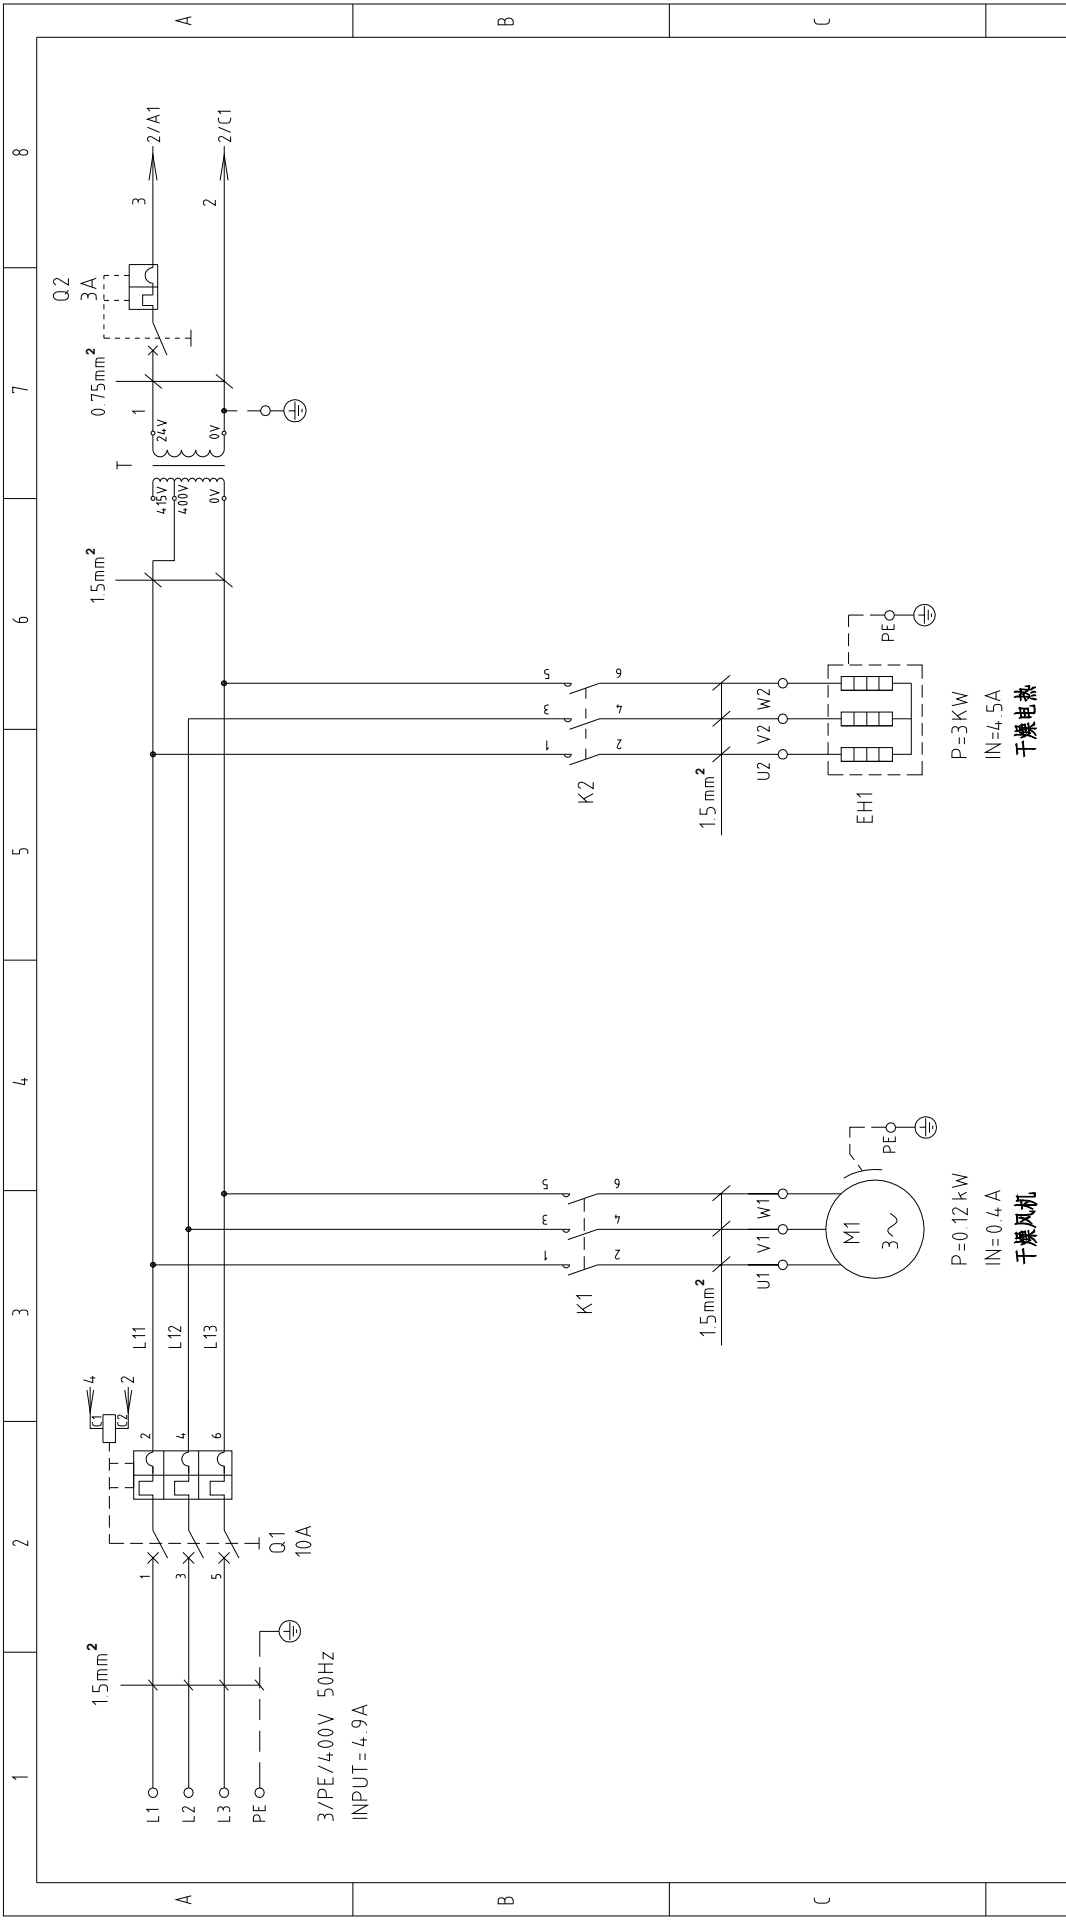 1
2
3
4
5
6
7
8
A
B
C
A
B
C
L1
L2
L3
PE
1.5mm²
3/PE/400V 50Hz
INPUT=4.9A
1
3
5
Q1
10A
2
4
6
C1
C2
4
2
L11
L12
L13
K1
1
3
5
2
4
6
1.5mm²
U1
V1
W1
M1
3~
PE
P=0.12kW
IN=0.4A
干燥风机
K2
1
3
5
2
4
6
1.5mm²
U2
V2
W2
EH1
PE
P=3KW
IN=4.5A
干燥电热
1.5mm²
T
415V
400V
0V
24V
0V
1
0.75mm²
Q2
3A
3
2
2/A1
2/C1